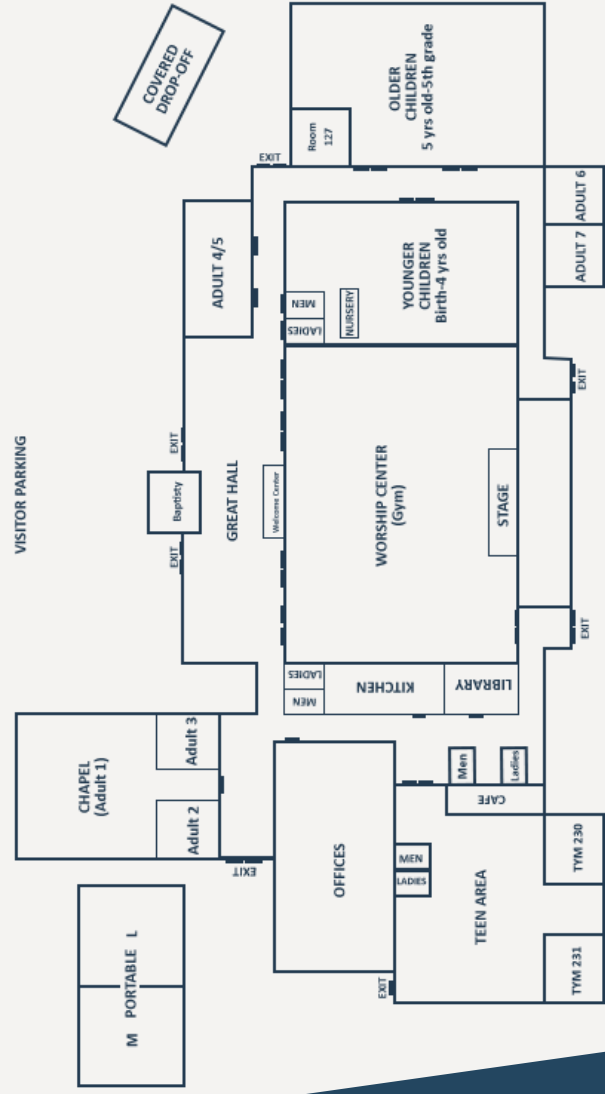 VISITOR PARKING
COVERED
DROP-OFF
OLDER
CHILDREN
5 yrs old-5th grade
Room
127
EXIT
ADULT 4/5
ADULT 6
ADULT 7
MEN
LADIES
NURSERY
YOUNGER
CHILDREN
Birth-4 yrs old
EXIT
Baptisty
EXIT
GREAT HALL
Welcome Center
WORSHIP CENTER
(Gym)
STAGE
EXIT
EXIT
LADIES
MEN
KITCHEN
LIBRARY
CHAPEL
(Adult 1)
Adult 3
Adult 2
EXIT
OFFICES
Men
Ladies
CAFE
MEN
LADIES
TEEN AREA
TYM 230
TYM 231
EXIT
M PORTABLE L